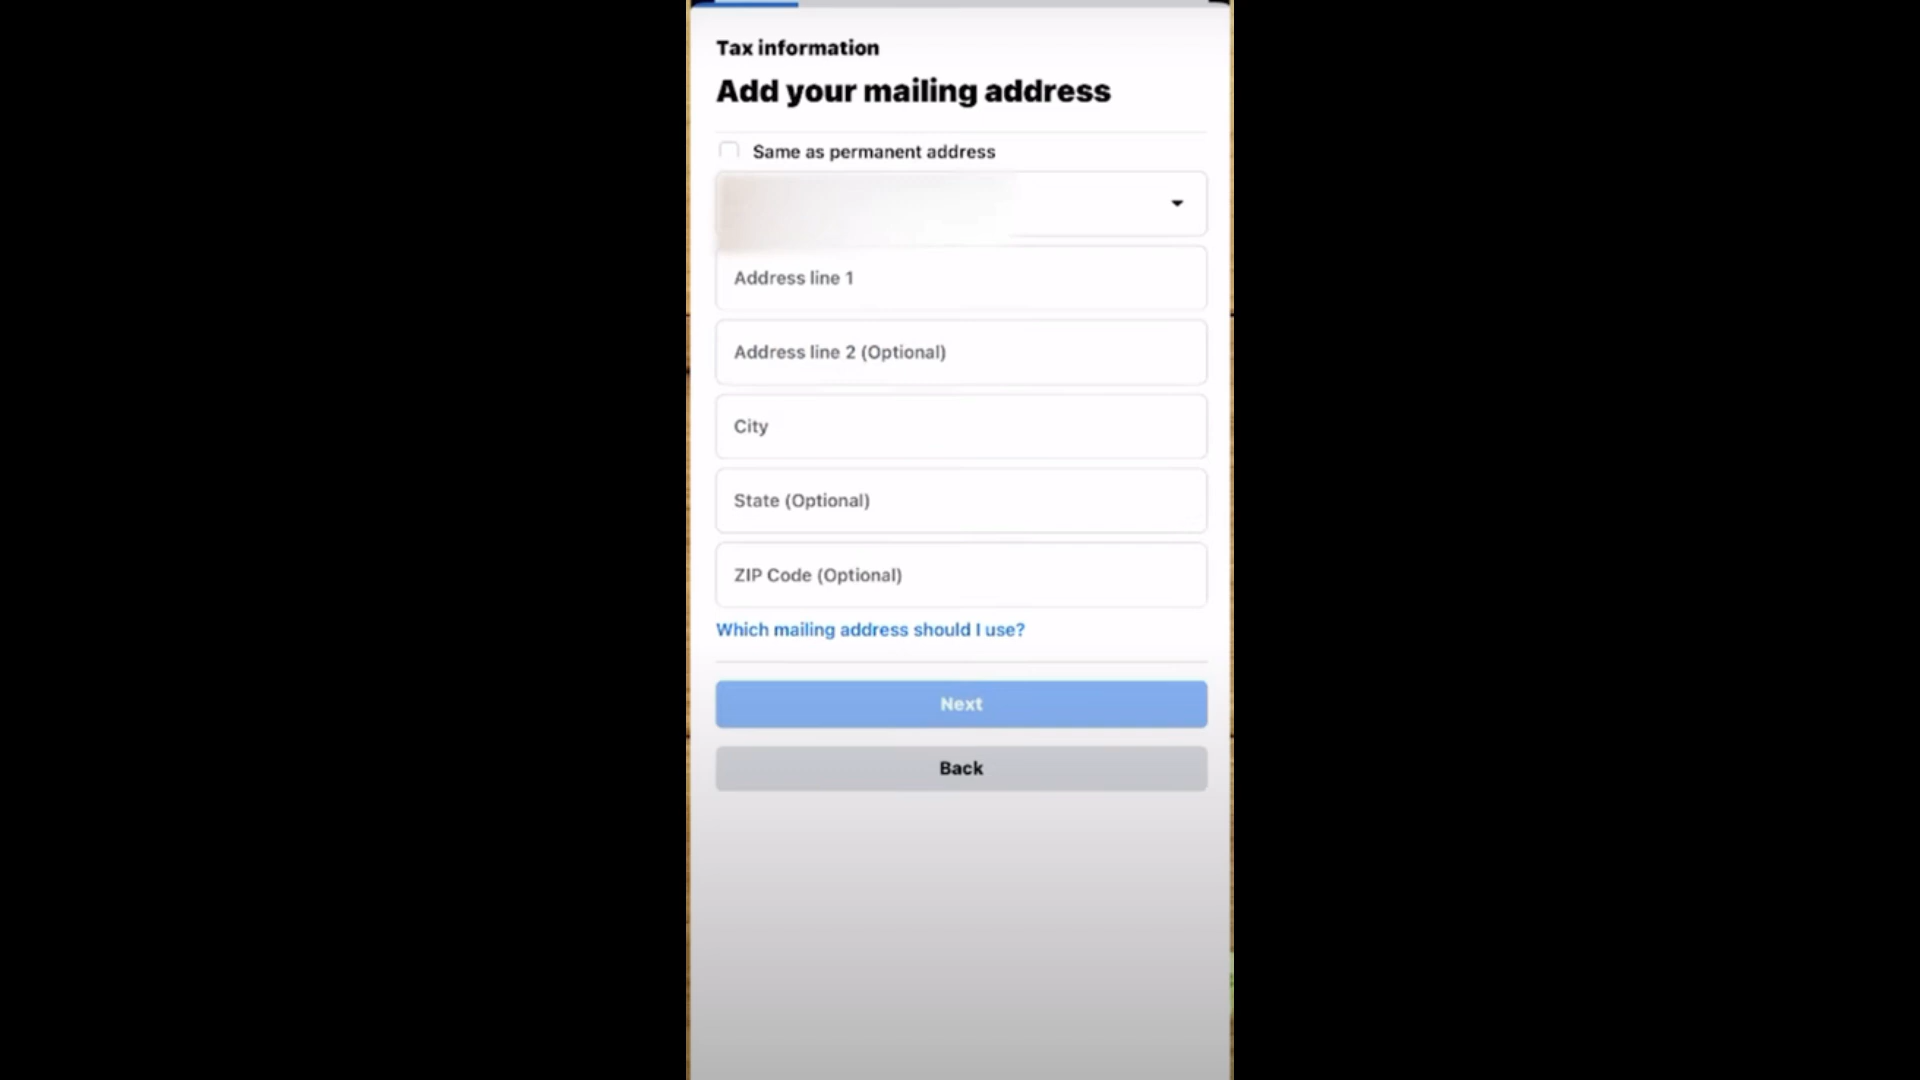 Tax information
Add your mailing address
Same as permanent address
Address line 1
Address line 2 (Optional)
City
State (Optional)
ZIP Code (Optional)
Which mailing address should I use?
Next
Back